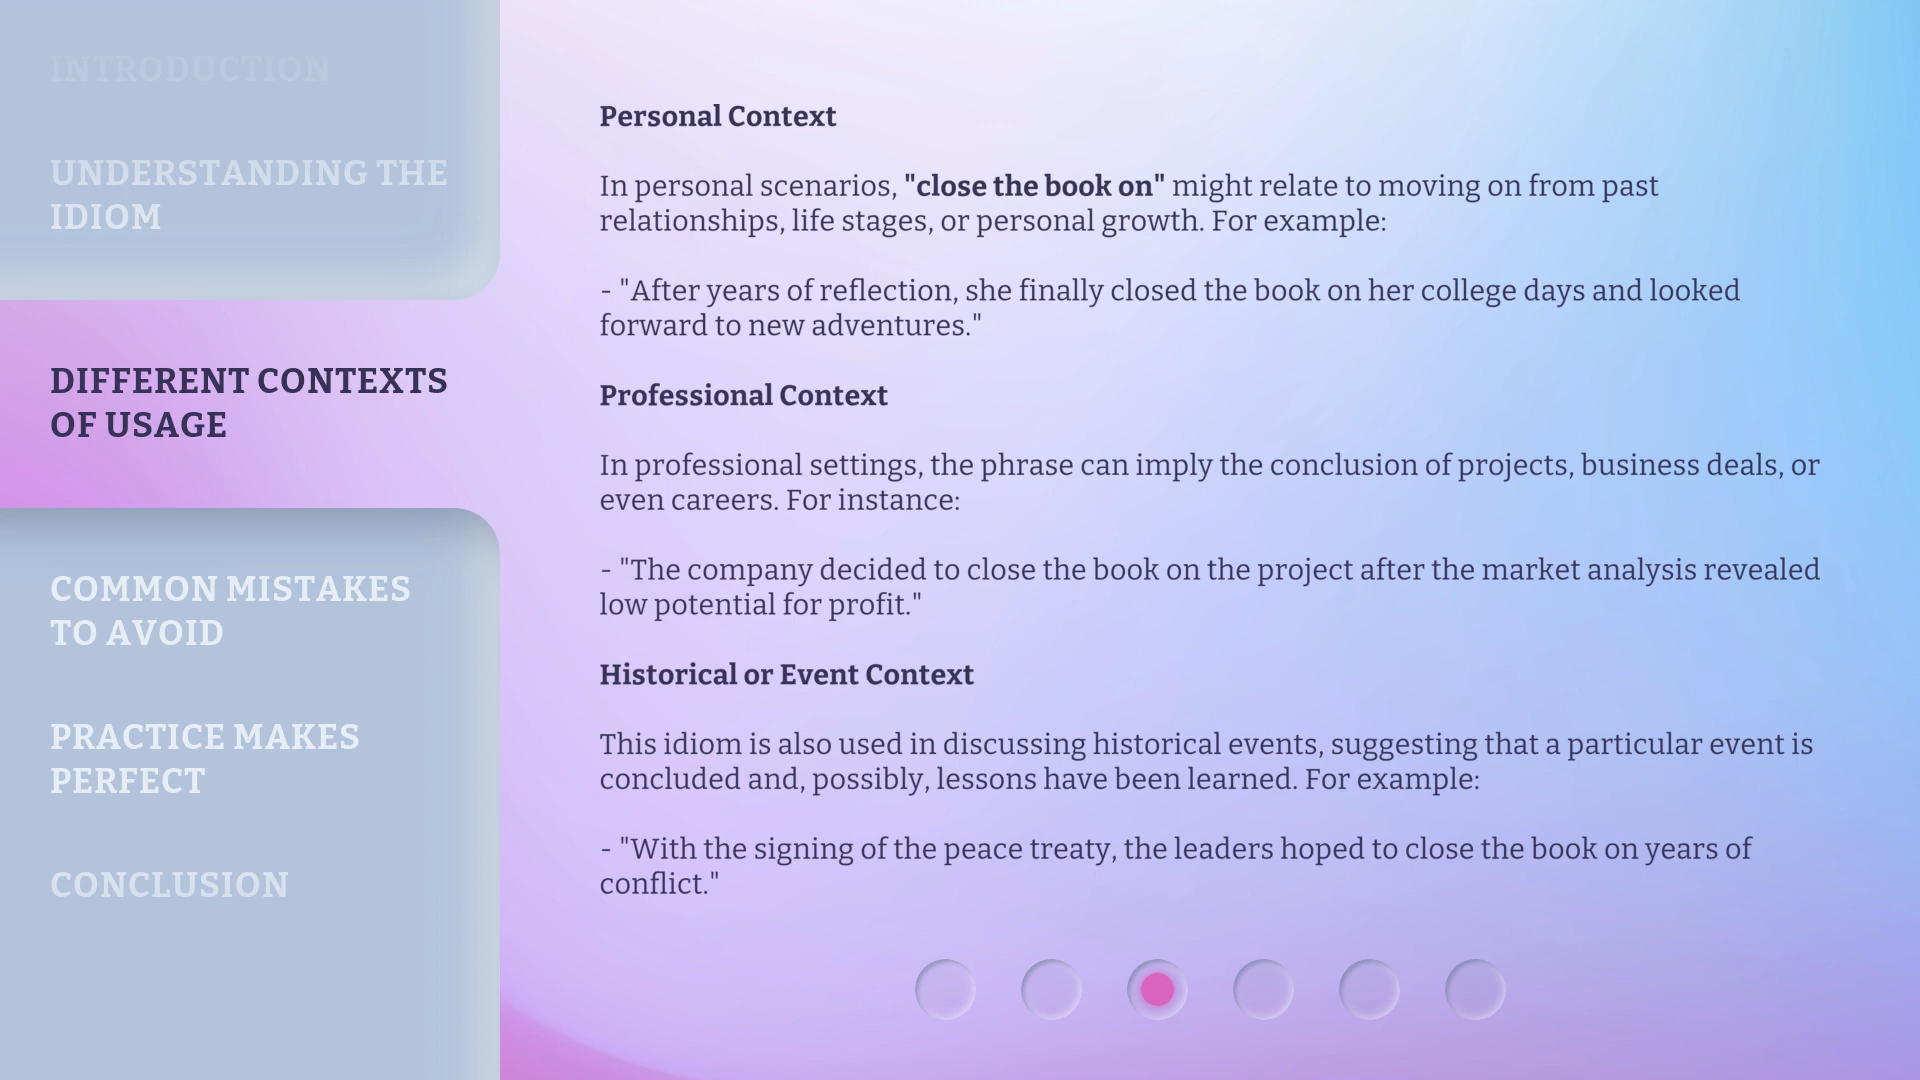 INTRODUCTION
UNDERSTANDING THE
IDIOM
DIFFERENT CONTEXTS
OF USAGE
COMMON MISTAKES
TO AVOID
PRACTICE MAKES
PERFECT
CONCLUSION
Personal Context
In personal scenarios, "close the book on" might relate to moving on from past
relationships, life stages, or personal growth. For example:
- "After years of reflection, she finally closed the book on her college days and looked
forward to new adventures."
Professional Context
In professional settings, the phrase can imply the conclusion of projects, business deals, or
even careers. For instance:
- "The company decided to close the book on the project after the market analysis revealed
low potential for profit."
Historical or Event Context
This idiom is also used in discussing historical events, suggesting that a particular event is
concluded and, possibly, lessons have been learned. For example:
- "With the signing of the peace treaty, the leaders hoped to close the book on years of
conflict."